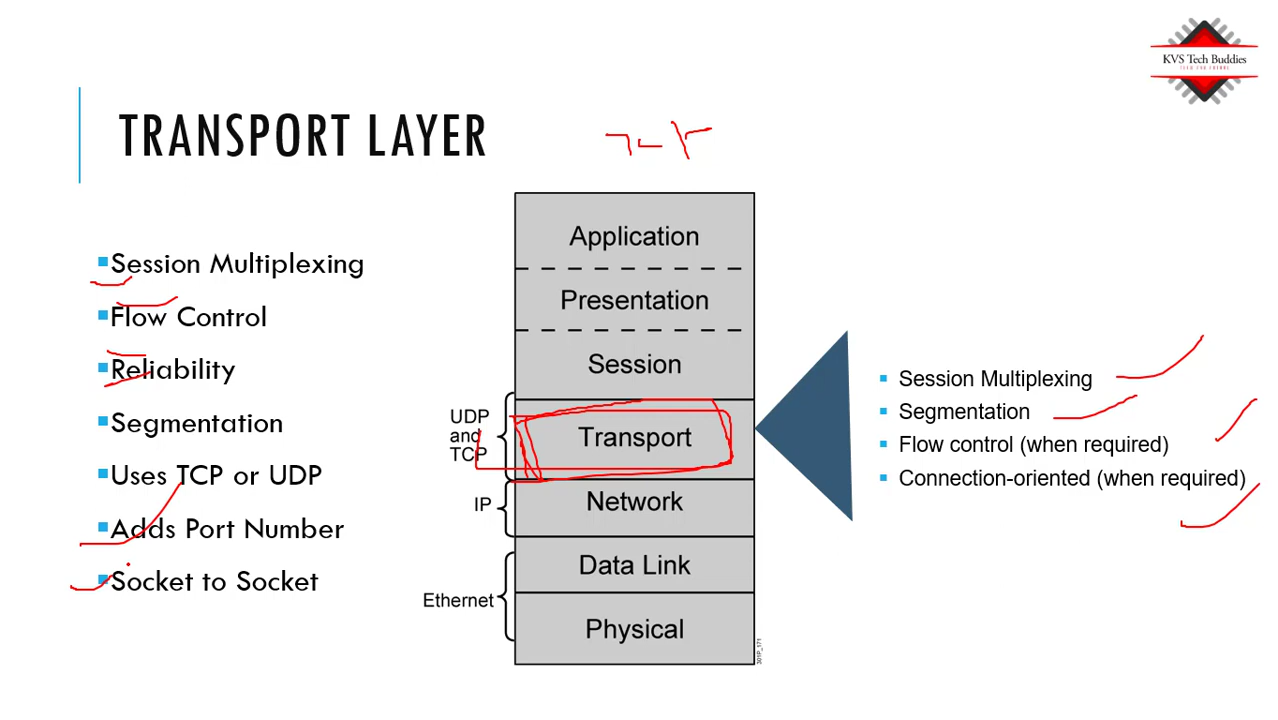 KVS Tech Buddies
TRANSPORT LAYER
Session Multiplexing
Flow Control
Reliability
Segmentation
Uses TCP or UDP
Adds Port Number
Socket to Socket
Application
Presentation
Session
Transport
Network
Data Link
Physical
UDP
and
TCP
IP
Ethernet
301P_171
Session Multiplexing
Segmentation
Flow control (when required)
Connection-oriented (when required)